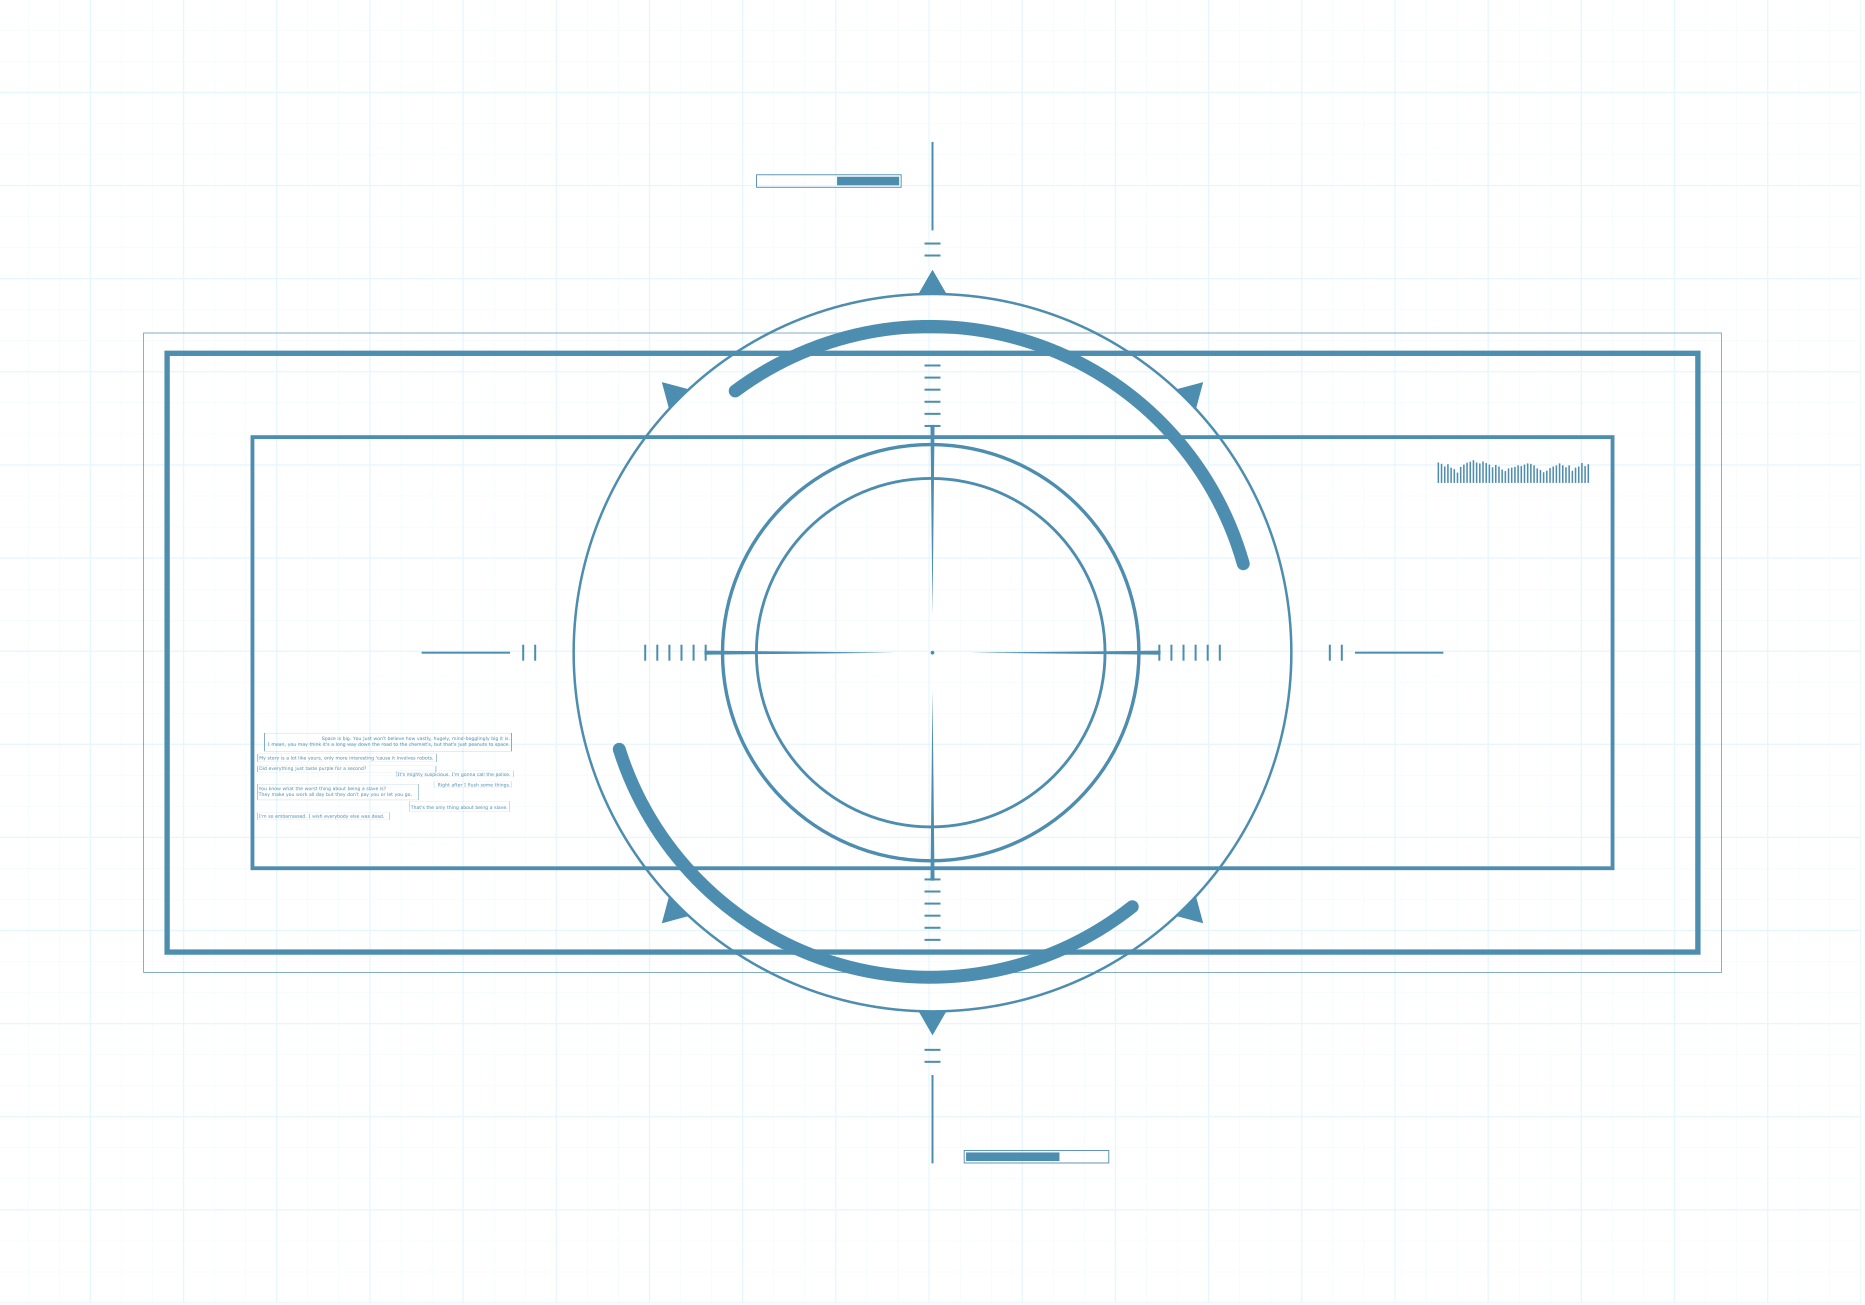 Space is big. You just won't believe how vastly, hugely, mind-bogglingly big it is.
I mean, you may think it's a long way down the road to the chemist's, but that's just peanuts to space.
My story is a lot like yours, only more interesting 'cause it involves robots.
Did everything just taste purple for a second?
It's mighty suspicious. I'm gonna call the police.
Right after I flush some things.
You know what the worst thing about being a slave is?
They make you work all day but they don't pay you or let you go.
That's the only thing about being a slave.
I'm so embarrassed. I wish everybody else was dead.